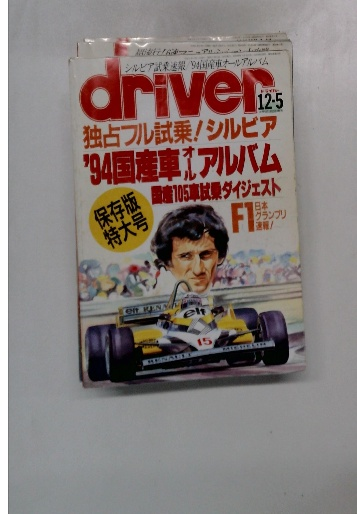 シルビア試乗速報／'94国産車オールアルバム
driver
12-5
独占フル試乗！シルビア
'94国産車オールアルバム
国産105車試乗ダイジェスト
保存版
特大号
F1日本グランプリ速報！
elf RENAULT
elf
15
RENAULT
MICHELIN